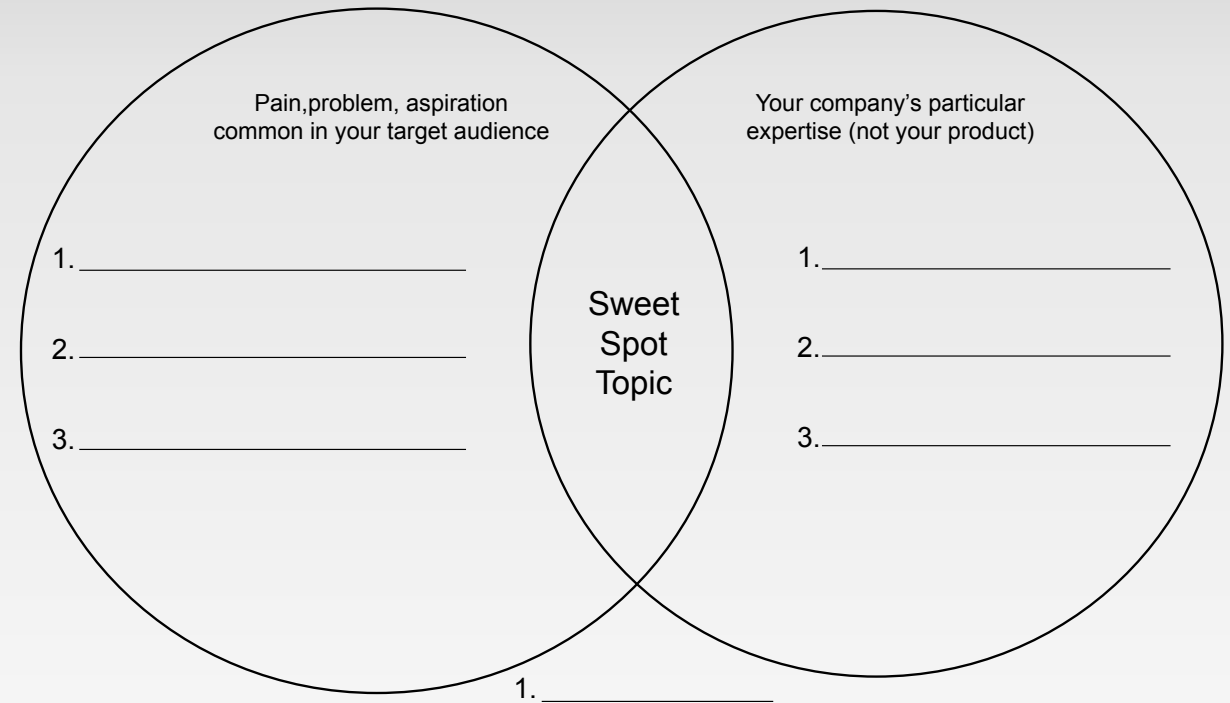 Pain,problem, aspiration
common in your target audience
Your company's particular
expertise (not your product)
1.
2.
3.
Sweet
Spot
Topic
1.
2.
3.
1.